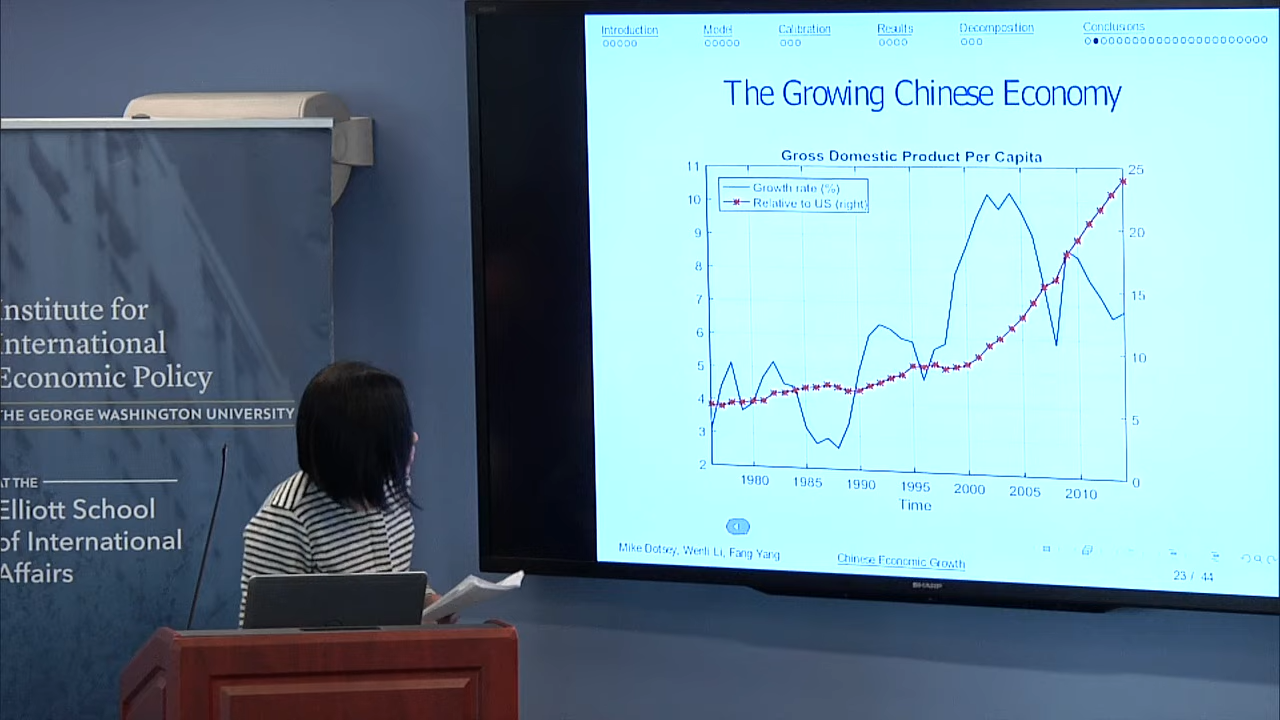 Introduction
Model
Calibration
Results
Decomposition
Conclusions
The Growing Chinese Economy
Gross Domestic Product Per Capita
Growth rate (%)
Relative to US (right)
11
10
9
8
7
6
5
4
3
2
25
20
15
10
5
0
1980 1985 1990 1995 2000 2005 2010
Time
Mike Dotsey, Wenli Li, Fang Yang
Chinese Economic Growth
23 / 44
SHARP
Institute for
International
Economic Policy
THE GEORGE WASHINGTON UNIVERSITY
AT THE
Elliott School
of International
Affairs